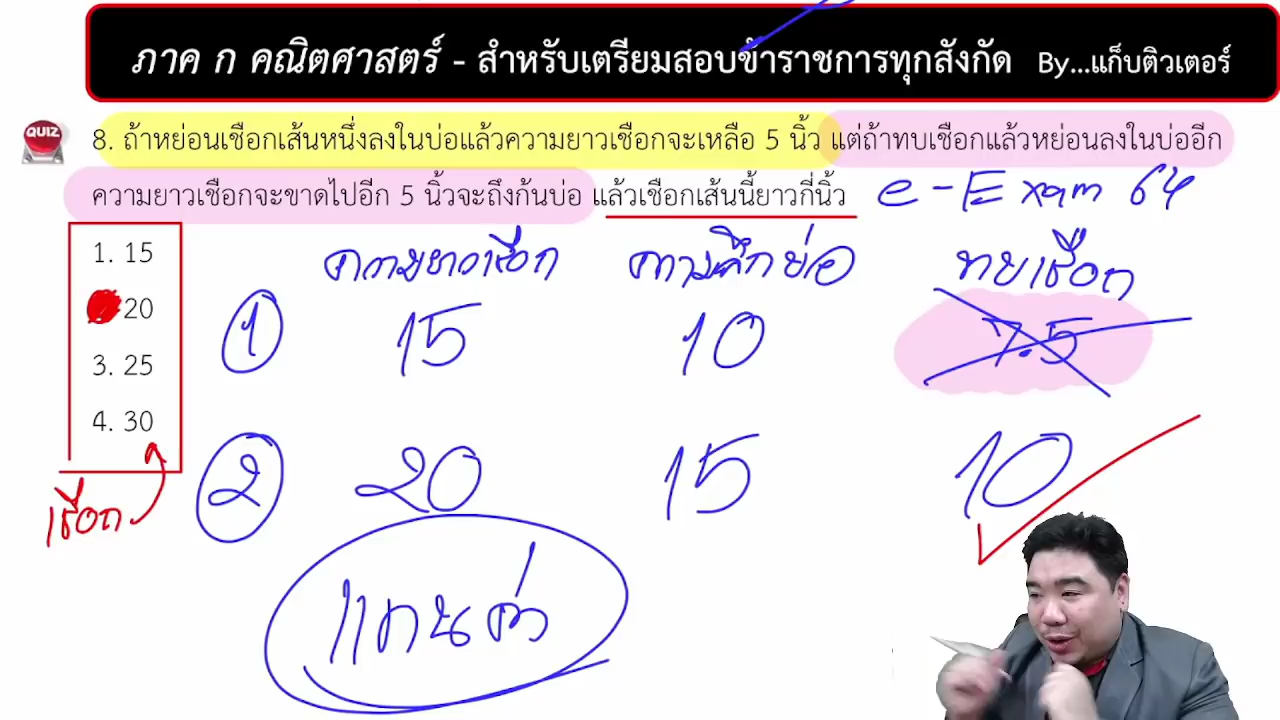 ภาค ก คณิตศาสตร์ - สำหรับเตรียมสอบข้าราชการทุกสังกัด By...แก็บติวเตอร์
QUIZ
8. ถ้าหย่อนเชือกเส้นหนึ่งลงในบ่อแล้วความยาวเชือกจะเหลือ 5 นิ้ว แต่ถ้าทบเชือกแล้วหย่อนลงในบ่ออีก
ความยาวเชือกจะขาดไปอีก 5 นิ้วจะถึงก้นบ่อ แล้วเชือกเส้นนี้ยาวกี่นิ้ว e-Exam 64
1. 15
20
3. 25
4. 30
เชือก
ความยาวเชือก ความลึกบ่อ ทบเชือก
1 15 10 7.5
2 20 15 10
แทนค่า